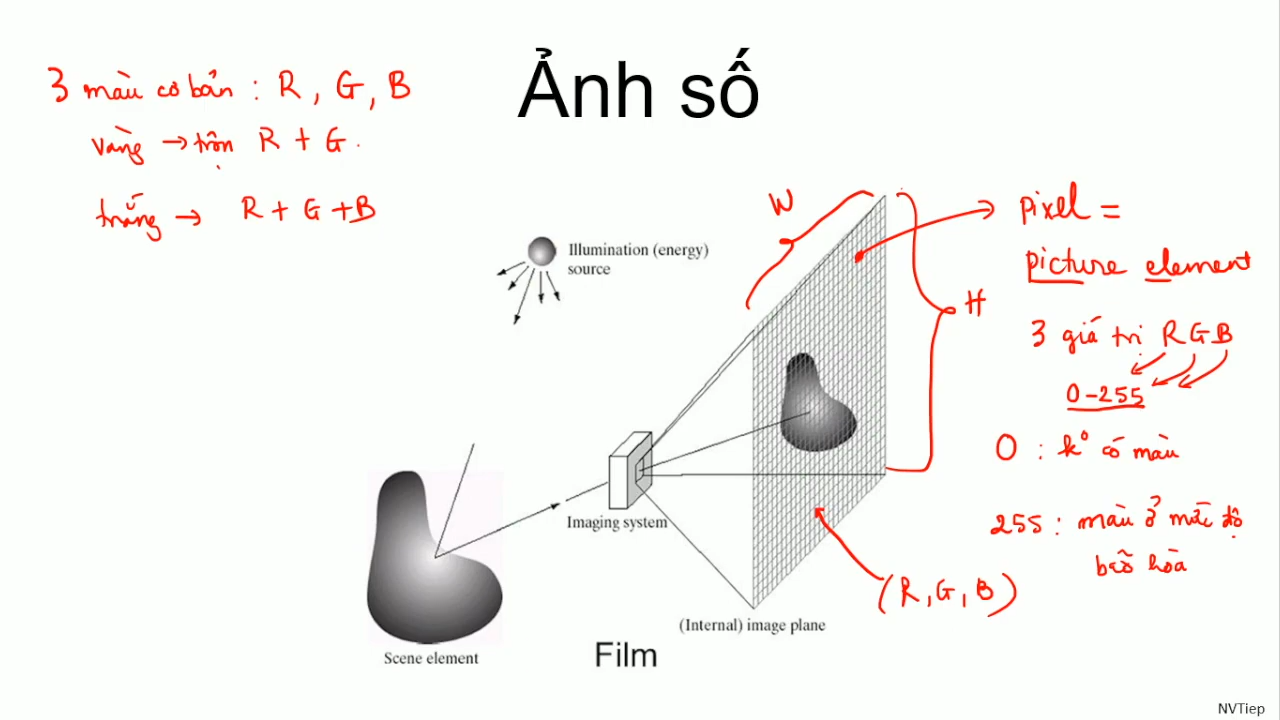 Ảnh số
3 màu cơ bản : R, G, B
vàng → trộn R + G.
trắng → R + G + B
Illumination (energy)
source
W
pixel =
picture element
H
3 giá trị RGB
0-255
0 : k° có màu
255 : màu ở mức độ
bão hòa
Imaging system
(R, G, B)
(Internal) image plane
Film
Scene element
NVTiep